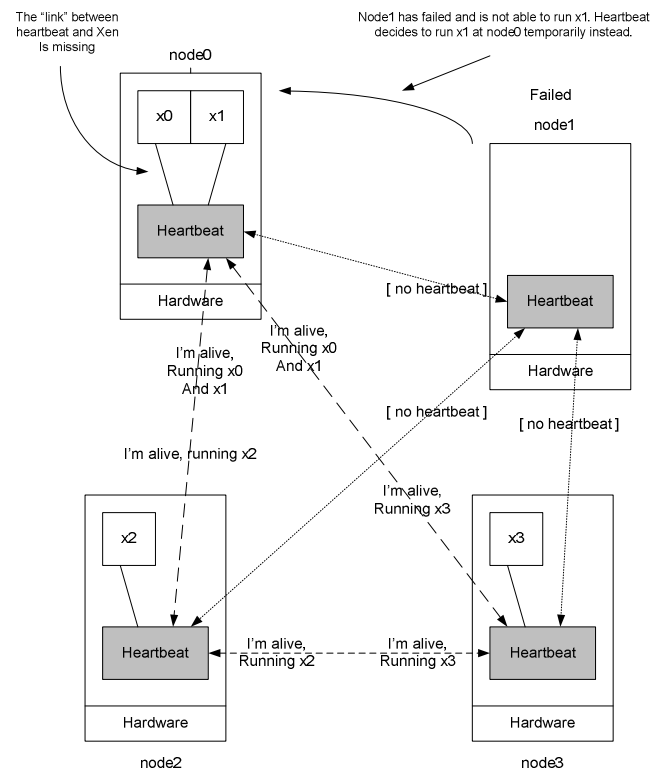 The “link” between
heartbeat and Xen
Is missing
Node1 has failed and is not able to run x1. Heartbeat
decides to run x1 at node0 temporarily instead.
node0
Failed
node1
x0
x1
Heartbeat
Hardware
[ no heartbeat ]
Heartbeat
Hardware
I’m alive,
Running x0
And x1
I’m alive,
Running x0
And x1
[ no heartbeat ]
[ no heartbeat ]
I’m alive, running x2
I’m alive,
Running x3
x2
x3
Heartbeat
I’m alive,
Running x2
I’m alive,
Running x3
Heartbeat
Hardware
Hardware
node2
node3